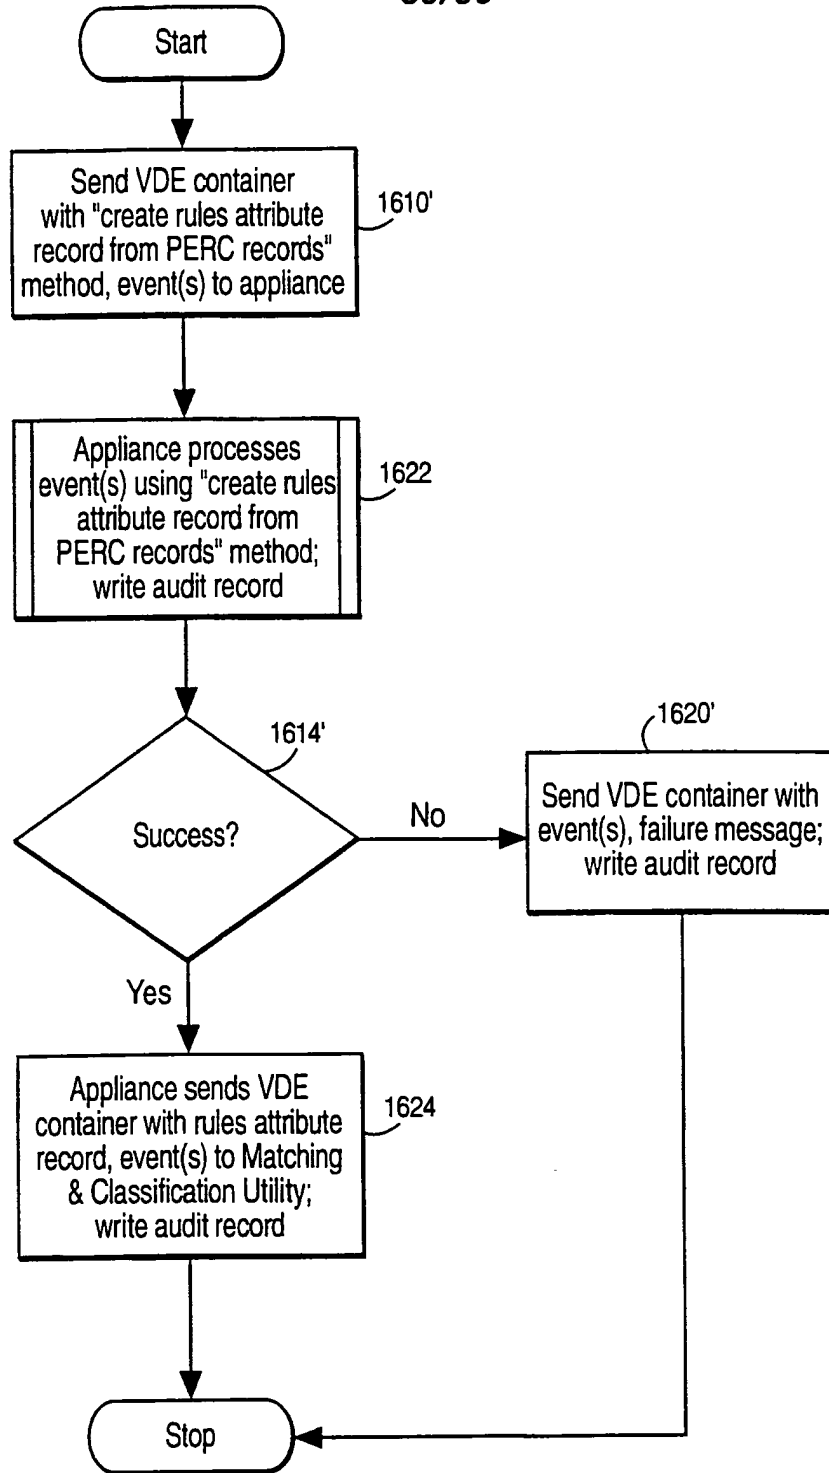 Start
Send VDE container
with "create rules attribute
record from PERC records"
method, event(s) to appliance
1610'
Appliance processes
event(s) using "create rules
attribute record from
PERC records" method;
write audit record
1622
Success?
1614'
No
1620'
Send VDE container with
event(s), failure message;
write audit record
Yes
Appliance sends VDE
container with rules attribute
record, event(s) to Matching
& Classification Utility;
write audit record
1624
Stop